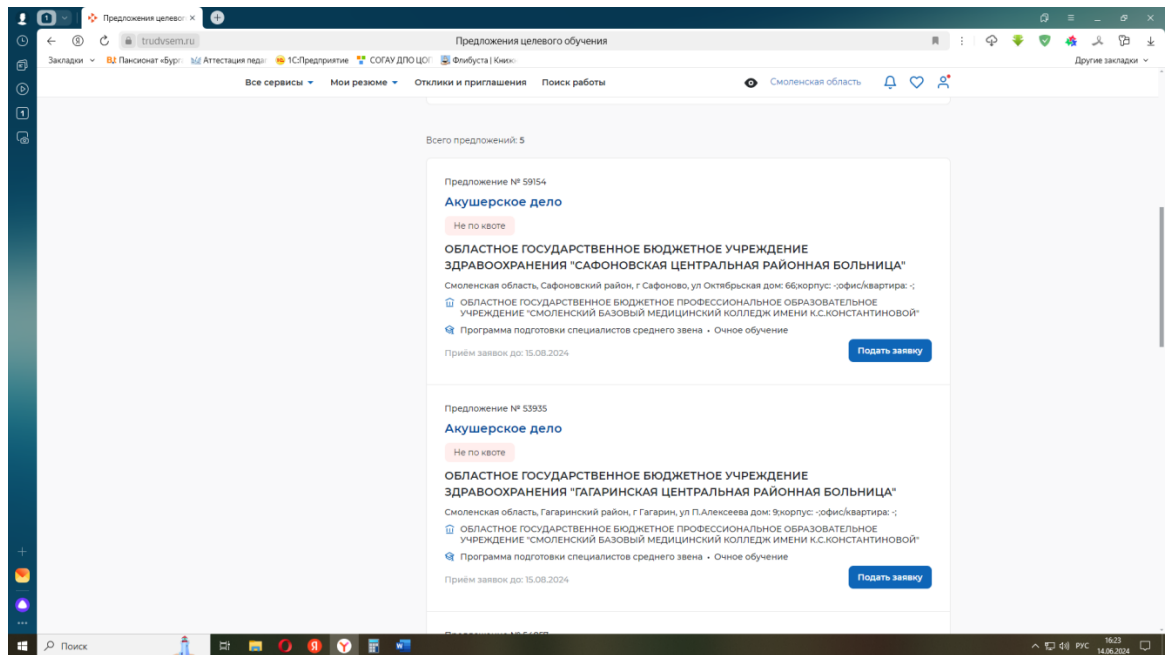 1
Предложения целевог
trudvsem.ru
Предложения целевого обучения
Закладки
Пансионат «Бург
Аттестация педаг
1С:Предприятие
СОГАУ ДПО ЦОГ
Флибуста | Книжн
Другие закладки
Все сервисы
Мои резюме
Отклики и приглашения
Поиск работы
Смоленская область
1
Всего предложений: 5
Предложение № 59154
Акушерское дело
Не по квоте
ОБЛАСТНОЕ ГОСУДАРСТВЕННОЕ БЮДЖЕТНОЕ УЧРЕЖДЕНИЕ
ЗДРАВООХРАНЕНИЯ "САФОНОВСКАЯ ЦЕНТРАЛЬНАЯ РАЙОННАЯ БОЛЬНИЦА"
Смоленская область, Сафоновский район, г Сафоново, ул Октябрьская дом: 66;корпус: -;офис/квартира: -;
ОБЛАСТНОЕ ГОСУДАРСТВЕННОЕ БЮДЖЕТНОЕ ПРОФЕССИОНАЛЬНОЕ ОБРАЗОВАТЕЛЬНОЕ
УЧРЕЖДЕНИЕ "СМОЛЕНСКИЙ БАЗОВЫЙ МЕДИЦИНСКИЙ КОЛЛЕДЖ ИМЕНИ К.С.КОНСТАНТИНОВОЙ"
Программа подготовки специалистов среднего звена • Очное обучение
Приём заявок до: 15.08.2024
Подать заявку
Предложение № 53935
Акушерское дело
Не по квоте
ОБЛАСТНОЕ ГОСУДАРСТВЕННОЕ БЮДЖЕТНОЕ УЧРЕЖДЕНИЕ
ЗДРАВООХРАНЕНИЯ "ГАГАРИНСКАЯ ЦЕНТРАЛЬНАЯ РАЙОННАЯ БОЛЬНИЦА"
Смоленская область, Гагаринский район, г Гагарин, ул П.Алексеева дом: 9;корпус: -;офис/квартира: -;
ОБЛАСТНОЕ ГОСУДАРСТВЕННОЕ БЮДЖЕТНОЕ ПРОФЕССИОНАЛЬНОЕ ОБРАЗОВАТЕЛЬНОЕ
УЧРЕЖДЕНИЕ "СМОЛЕНСКИЙ БАЗОВЫЙ МЕДИЦИНСКИЙ КОЛЛЕДЖ ИМЕНИ К.С.КОНСТАНТИНОВОЙ"
Программа подготовки специалистов среднего звена • Очное обучение
Приём заявок до: 15.08.2024
Подать заявку
Поиск
РУС
16:23
14.06.2024